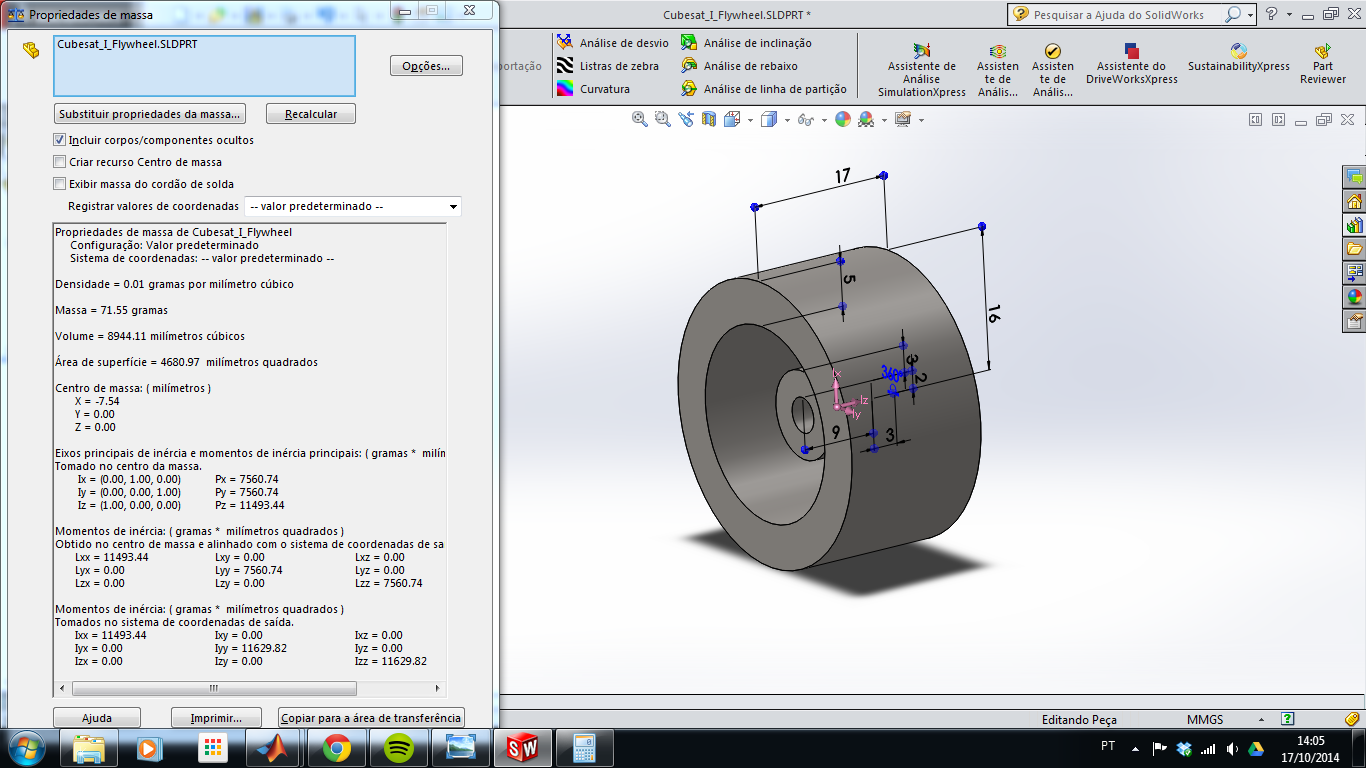 Propriedades de massa
Cubesat_I_Flywheel.SLDPRT
Opções...
Substituir propriedades da massa...
Recalcular
Incluir corpos/componentes ocultos
Criar recurso Centro de massa
Exibir massa do cordão de solda
Registrar valores de coordenadas
-- valor predeterminado --
Propriedades de massa de Cubesat_I_Flywheel
Configuração: Valor predeterminado
Sistema de coordenadas: -- valor predeterminado --
Densidade = 0.01 gramas por milímetro cúbico
Massa = 71.55 gramas
Volume = 8944.11 milímetros cúbicos
Área de superfície = 4680.97 milímetros quadrados
Centro de massa: ( milímetros )
X = -7.54
Y = 0.00
Z = 0.00
Eixos principais de inércia e momentos de inércia principais: ( gramas * milín
Tomado no centro da massa.
Ix = (0.00, 1.00, 0.00) Px = 7560.74
Iy = (0.00, 0.00, 1.00) Py = 7560.74
Iz = (1.00, 0.00, 0.00) Pz = 11493.44
Momentos de inércia: ( gramas * milímetros quadrados )
Obtido no centro de massa e alinhado com o sistema de coordenadas de sa
Lxx = 11493.44 Lxy = 0.00 Lxz = 0.00
Lyx = 0.00 Lyy = 7560.74 Lyz = 0.00
Lzx = 0.00 Lzy = 0.00 Lzz = 7560.74
Momentos de inércia: ( gramas * milímetros quadrados )
Tomados no sistema de coordenadas de saída.
Ixx = 11493.44 Ixy = 0.00 Ixz = 0.00
Iyx = 0.00 Iyy = 11629.82 Iyz = 0.00
Izx = 0.00 Izy = 0.00 Izz = 11629.82
Ajuda
Imprimir...
Copiar para a área de transferência
Cubesat_I_Flywheel.SLDPRT *
Pesquisar a Ajuda do SolidWorks
portação
Análise de desvio
Listras de zebra
Curvatura
Análise de inclinação
Análise de rebaixo
Análise de linha de partição
Assistente de
Análise
SimulationXpress
Assisten
te de
Anális...
Assisten
te de
Anális...
Assistente do
DriveWorksXpress
SustainabilityXpress
Part
Reviewer
17
5
16
3
360°
2
Ix
Iz
Iy
9
3
Editando Peça
MMGS
SW
PT
14:05
17/10/2014